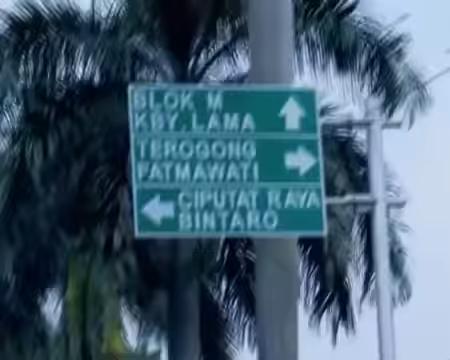 BLOK M
KBY. LAMA
TEROGONG
FATMAWATI
CIPUTAT RAYA
BINTARO